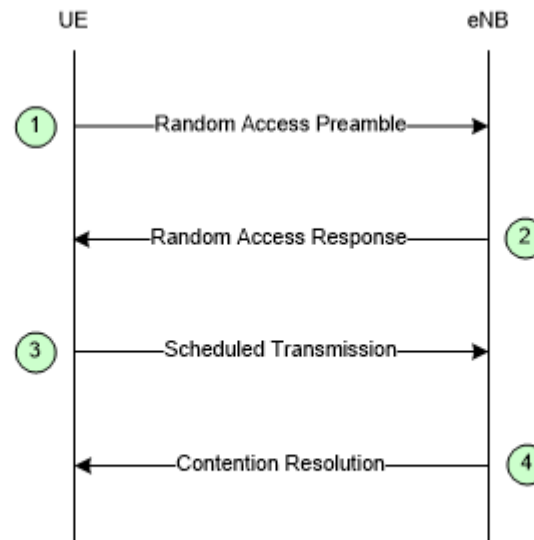 UE
eNB
1
Random Access Preamble
Random Access Response
2
3
Scheduled Transmission
Contention Resolution
4